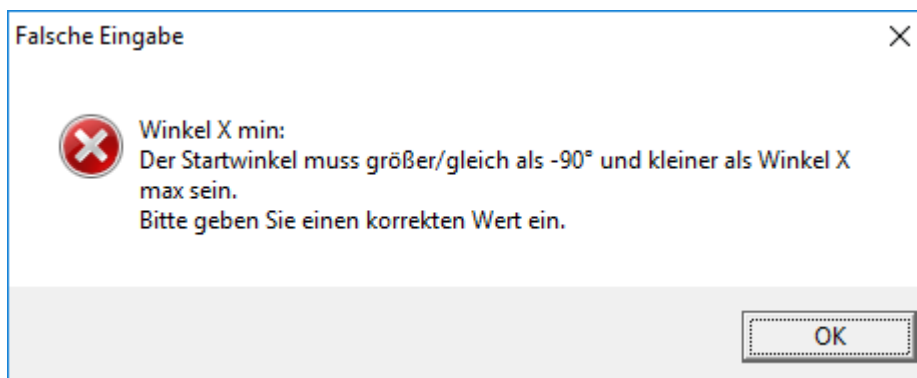 Falsche Eingabe
Winkel X min:
Der Startwinkel muss größer/gleich als -90° und kleiner als Winkel X
max sein.
Bitte geben Sie einen korrekten Wert ein.
OK